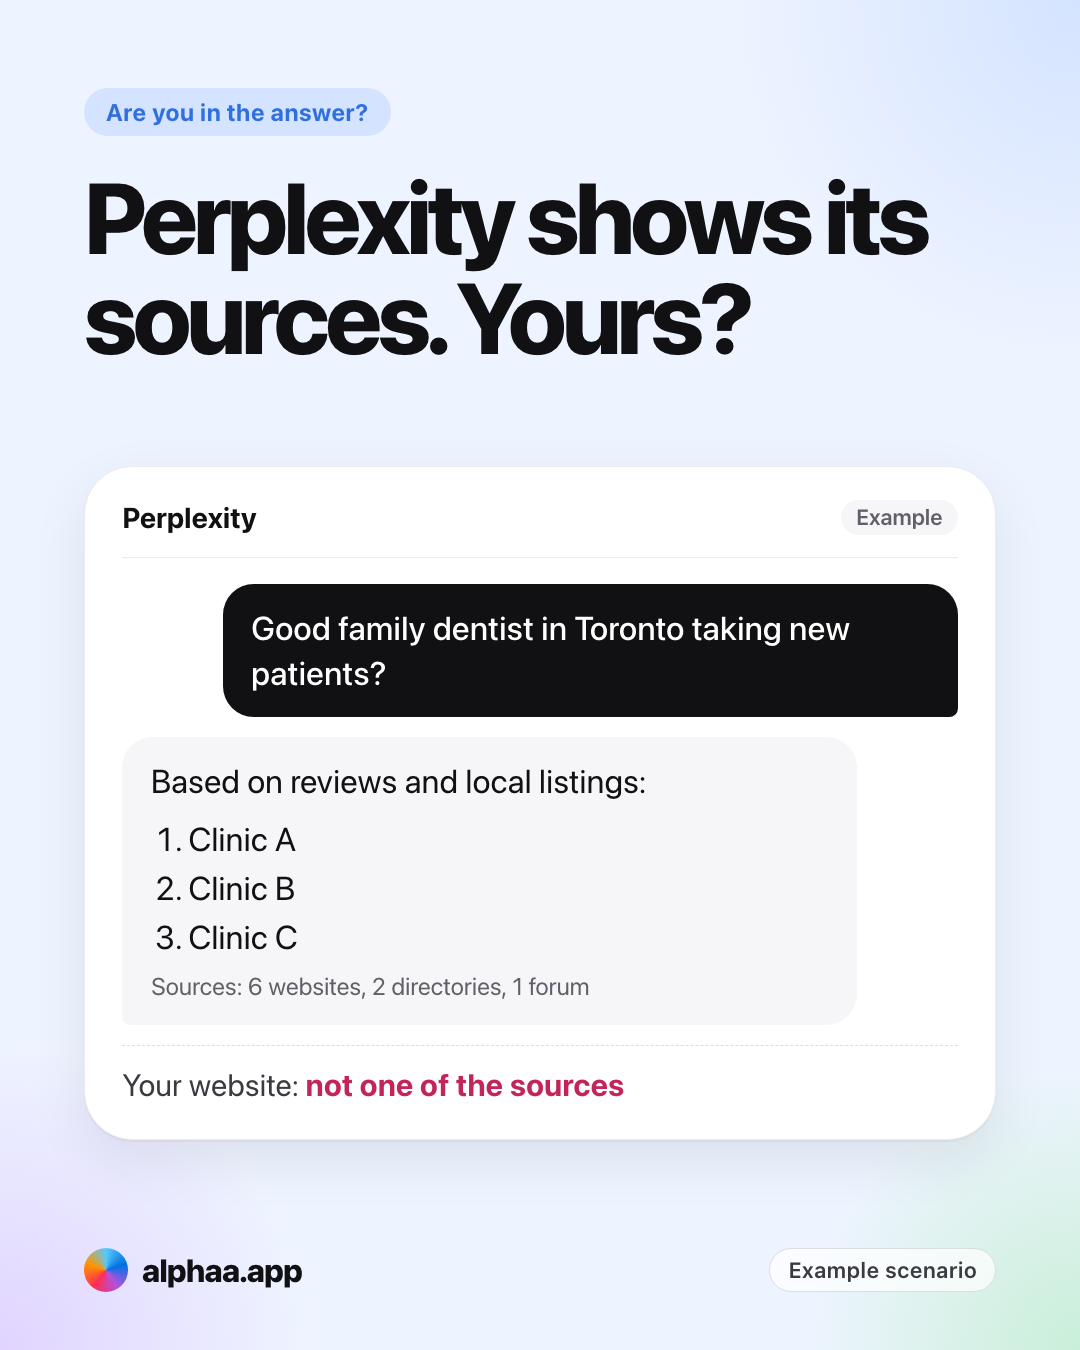 Are you in the answer?
Perplexity shows its
sources. Yours?
Perplexity
Example
Good family dentist in Toronto taking new
patients?
Based on reviews and local listings:
1. Clinic A
2. Clinic B
3. Clinic C
Sources: 6 websites, 2 directories, 1 forum
Your website: not one of the sources
alphaa.app
Example scenario